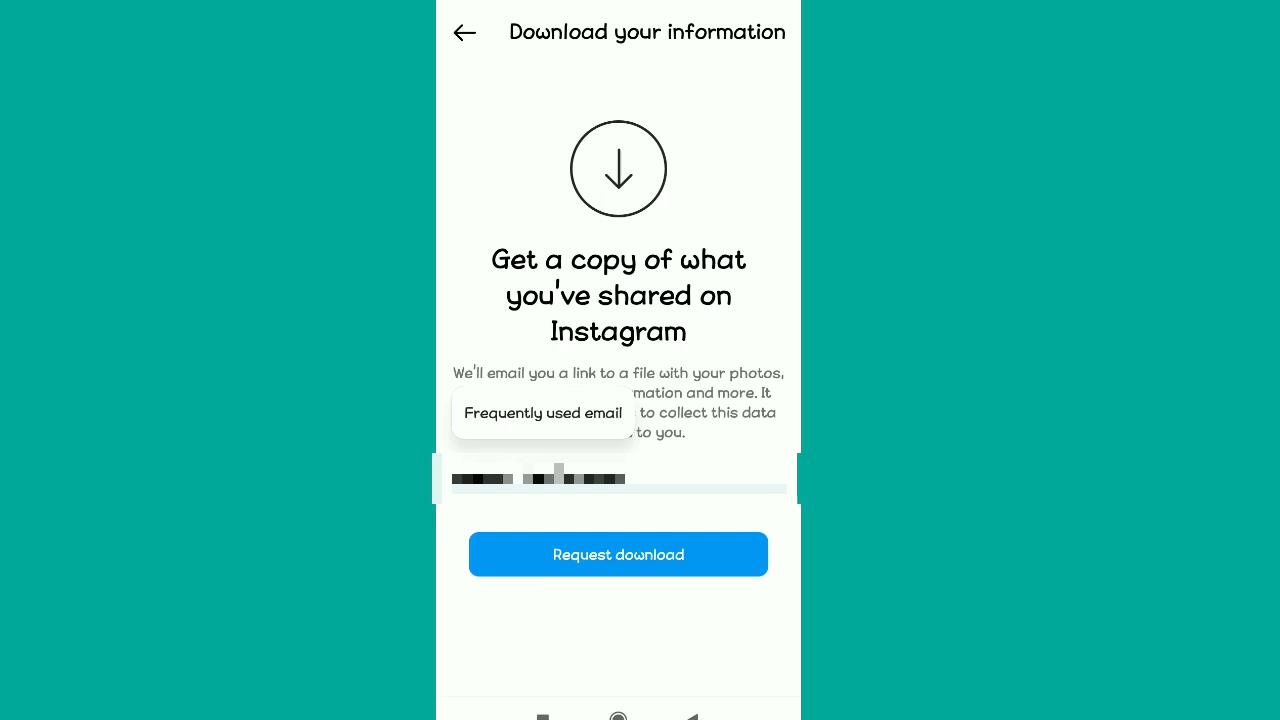 Download your information
Get a copy of what
you've shared on
Instagram
We'll email you a link to a file with your photos,
and more. It
Frequently used email
to collect this data
to you.
Request download